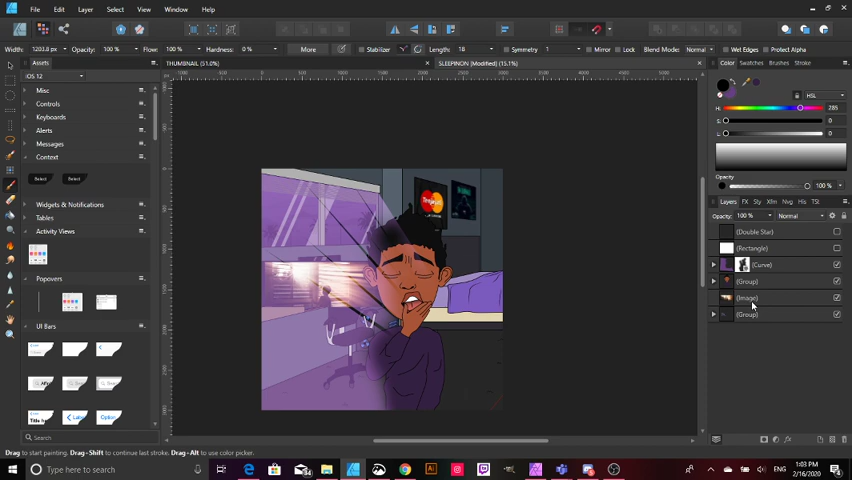 File Edit Layer Select Text View Window Help
Width: 1203.8 px Opacity: 100 % Flow: 100 % Hardness: 0 % More Stabilizer Length: 18 Symmetry: 1 Mirror Lock Blend Mode: Normal Wet Edges Protect Alpha
Assets
iOS 12
Misc
Controls
Keyboards
Alerts
Messages
Context
Select Select
Widgets & Notifications
Tables
Activity Views
Popovers
UI Bars
Search
THUMBNAIL (51.0%)
SLEEPINON [Modified] (15.1%)
Color Swatches Brushes Stroke
HSL
H: 285
S: 0
L: 0
Opacity
100 %
Layers FX Sty Xfm Nvg His TSt
Opacity: 100 % Normal
(Double Star)
(Rectangle)
(Curve)
(Group)
(Image)
(Group)
Drag to start painting. Drag+Shift to continue last stroke. Drag+Alt to use color picker.
Type here to search
ENG
1:03 PM
2/16/2020